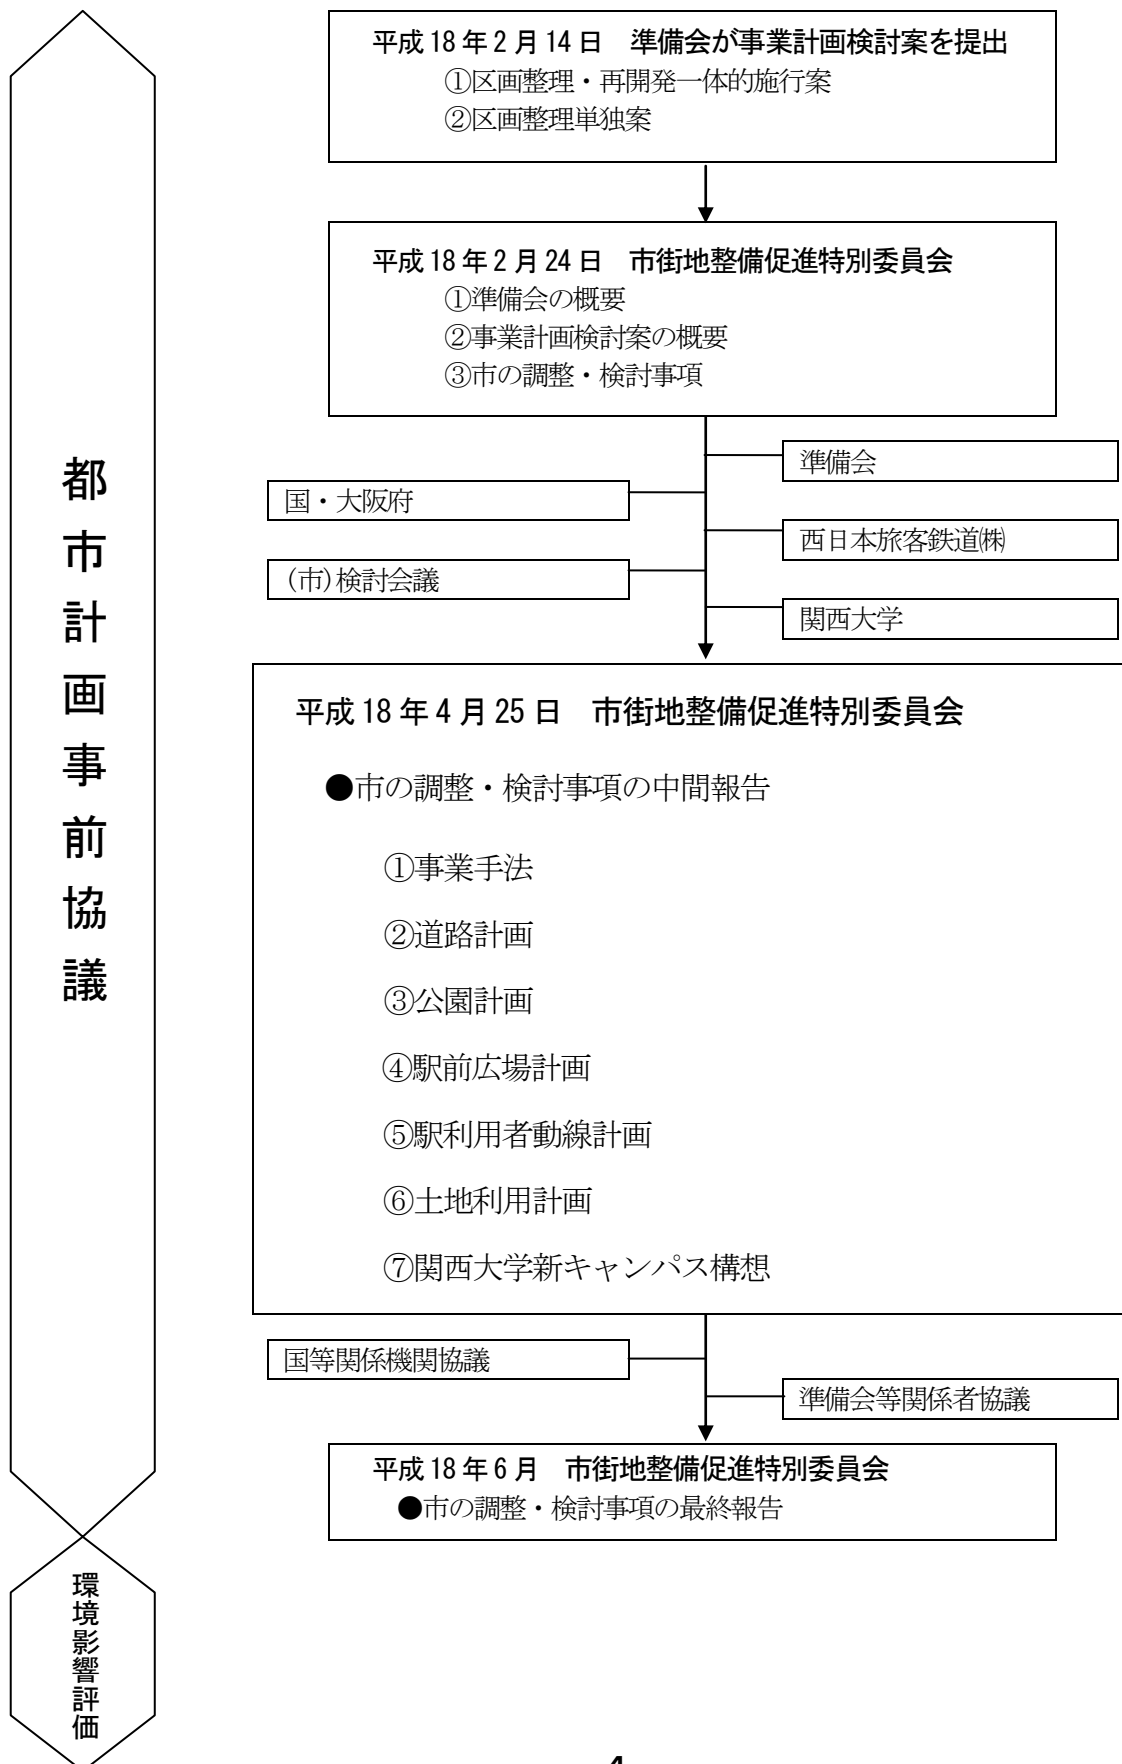 都市計画事前協議
環境影響評価
平成18年2月14日　準備会が事業計画検討案を提出
①区画整理・再開発一体的施行案
②区画整理単独案
平成18年2月24日　市街地整備促進特別委員会
①準備会の概要
②事業計画検討案の概要
③市の調整・検討事項
準備会
国・大阪府
西日本旅客鉄道㈱
(市)検討会議
関西大学
平成18年4月25日　市街地整備促進特別委員会
●市の調整・検討事項の中間報告
①事業手法
②道路計画
③公園計画
④駅前広場計画
⑤駅利用者動線計画
⑥土地利用計画
⑦関西大学新キャンパス構想
国等関係機関協議
準備会等関係者協議
平成18年6月　市街地整備促進特別委員会
●市の調整・検討事項の最終報告